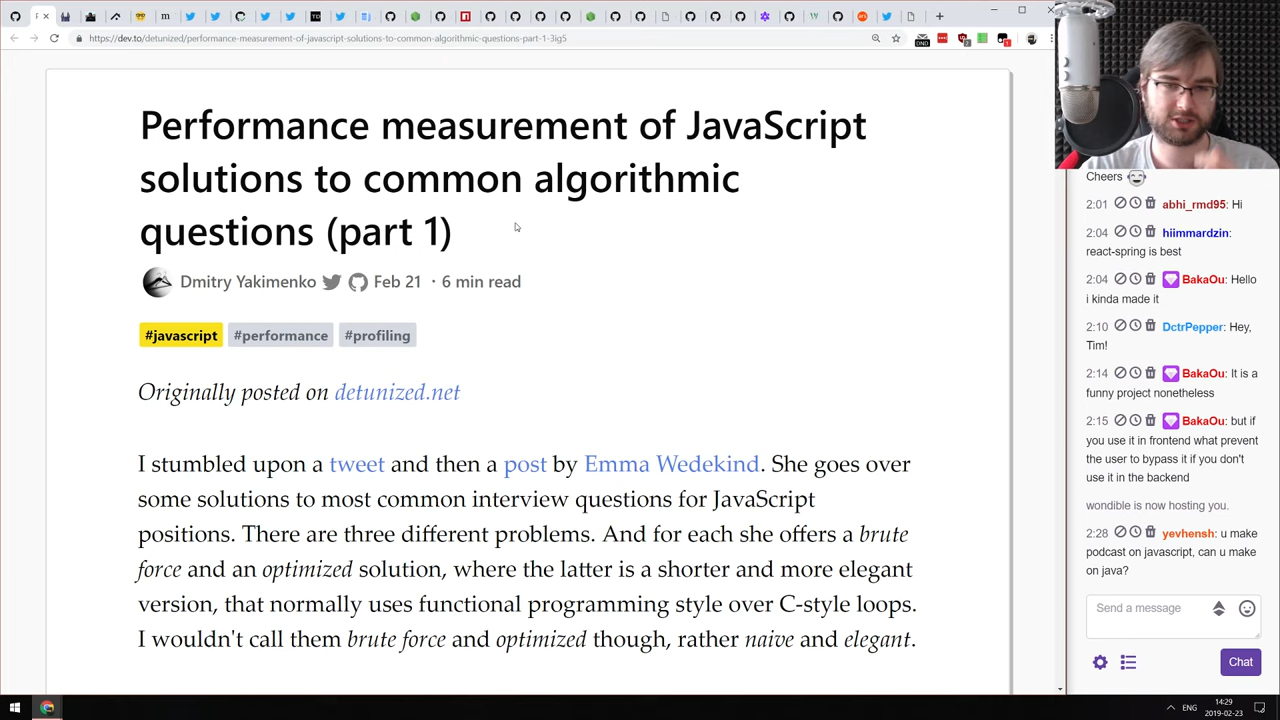 https://dev.to/detunized/performance-measurement-of-javascript-solutions-to-common-algorithmic-questions-part-1-3ig5
Performance measurement of JavaScript
solutions to common algorithmic
questions (part 1)
Dmitry Yakimenko Feb 21 · 6 min read
#javascript #performance #profiling
Originally posted on detunized.net
I stumbled upon a tweet and then a post by Emma Wedekind. She goes over
some solutions to most common interview questions for JavaScript
positions. There are three different problems. And for each she offers a brute
force and an optimized solution, where the latter is a shorter and more elegant
version, that normally uses functional programming style over C-style loops.
I wouldn't call them brute force and optimized though, rather naive and elegant.
Cheers
2:01 abhi_rmd95: Hi
2:04 hiimmardzin:
react-spring is best
2:04 BakaOu: Hello
i kinda made it
2:10 DctrPepper: Hey,
Tim!
2:14 BakaOu: It is a
funny project nonetheless
2:15 BakaOu: but if
you use it in frontend what prevent
the user to bypass it if you don't
use it in the backend
wondible is now hosting you.
2:28 yevhensh: u make
podcast on javascript, can u make
on java?
Send a message
Chat
ENG
14:29
2019-02-23